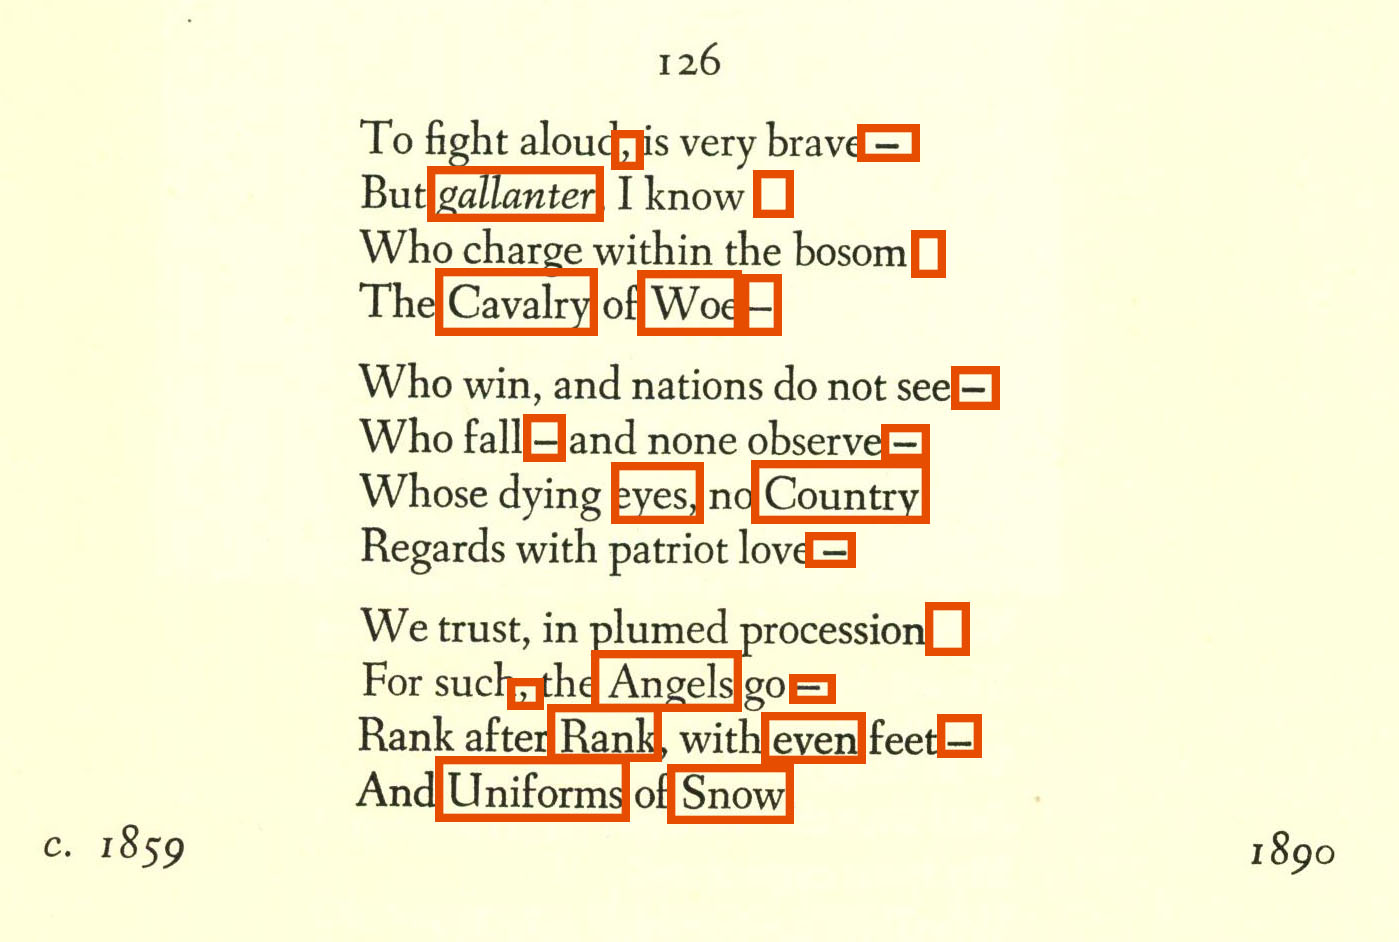 126
To fight aloud, is very brave –
But gallanter, I know
Who charge within the bosom
The Cavalry of Woe –
Who win, and nations do not see –
Who fall – and none observe –
Whose dying eyes, no Country
Regards with patriot love –
We trust, in plumed procession
For such, the Angels go –
Rank after Rank, with even feet –
And Uniforms of Snow
c. 1859
1890